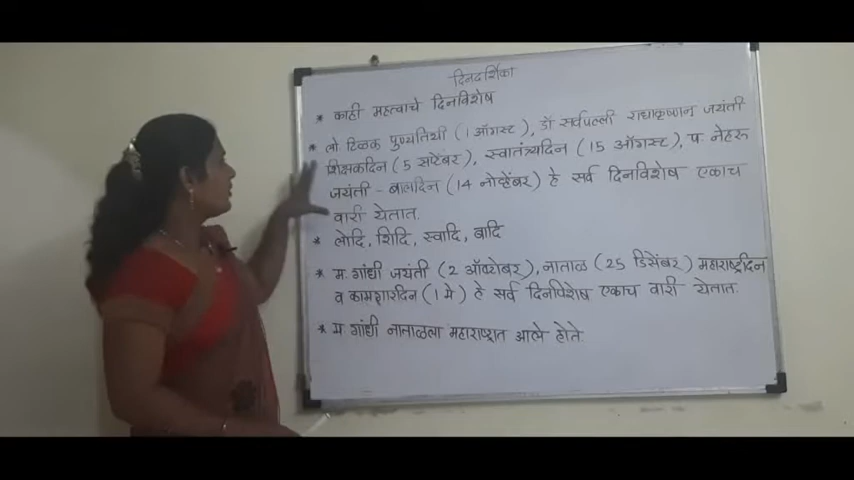 दिनदर्शिका
* काही महत्वाचे दिनविशेष
* लो टिळक पुण्यतिथी (1 ऑगस्ट), डॉ सर्वपल्ली राधाकृष्णन जयंती
शिक्षकदिन (5 सप्टेंबर), स्वातंत्र्यदिन (15 ऑगस्ट), पं नेहरु
जयंती - बालदिन (14 नोव्हेंबर) हे सर्व दिनविशेष एकाच
वारी येतात.
* लोदि, शिदि, स्वादि, बादि
* म. गांधी जयंती (2 ऑक्टोबर), नाताळ (25 डिसेंबर) महाराष्ट्रदिन
व कामगारदिन (1 मे) हे सर्व दिनविशेष एकाच वारी येतात.
* म. गांधी नाताळला महाराष्ट्रात आले होते.